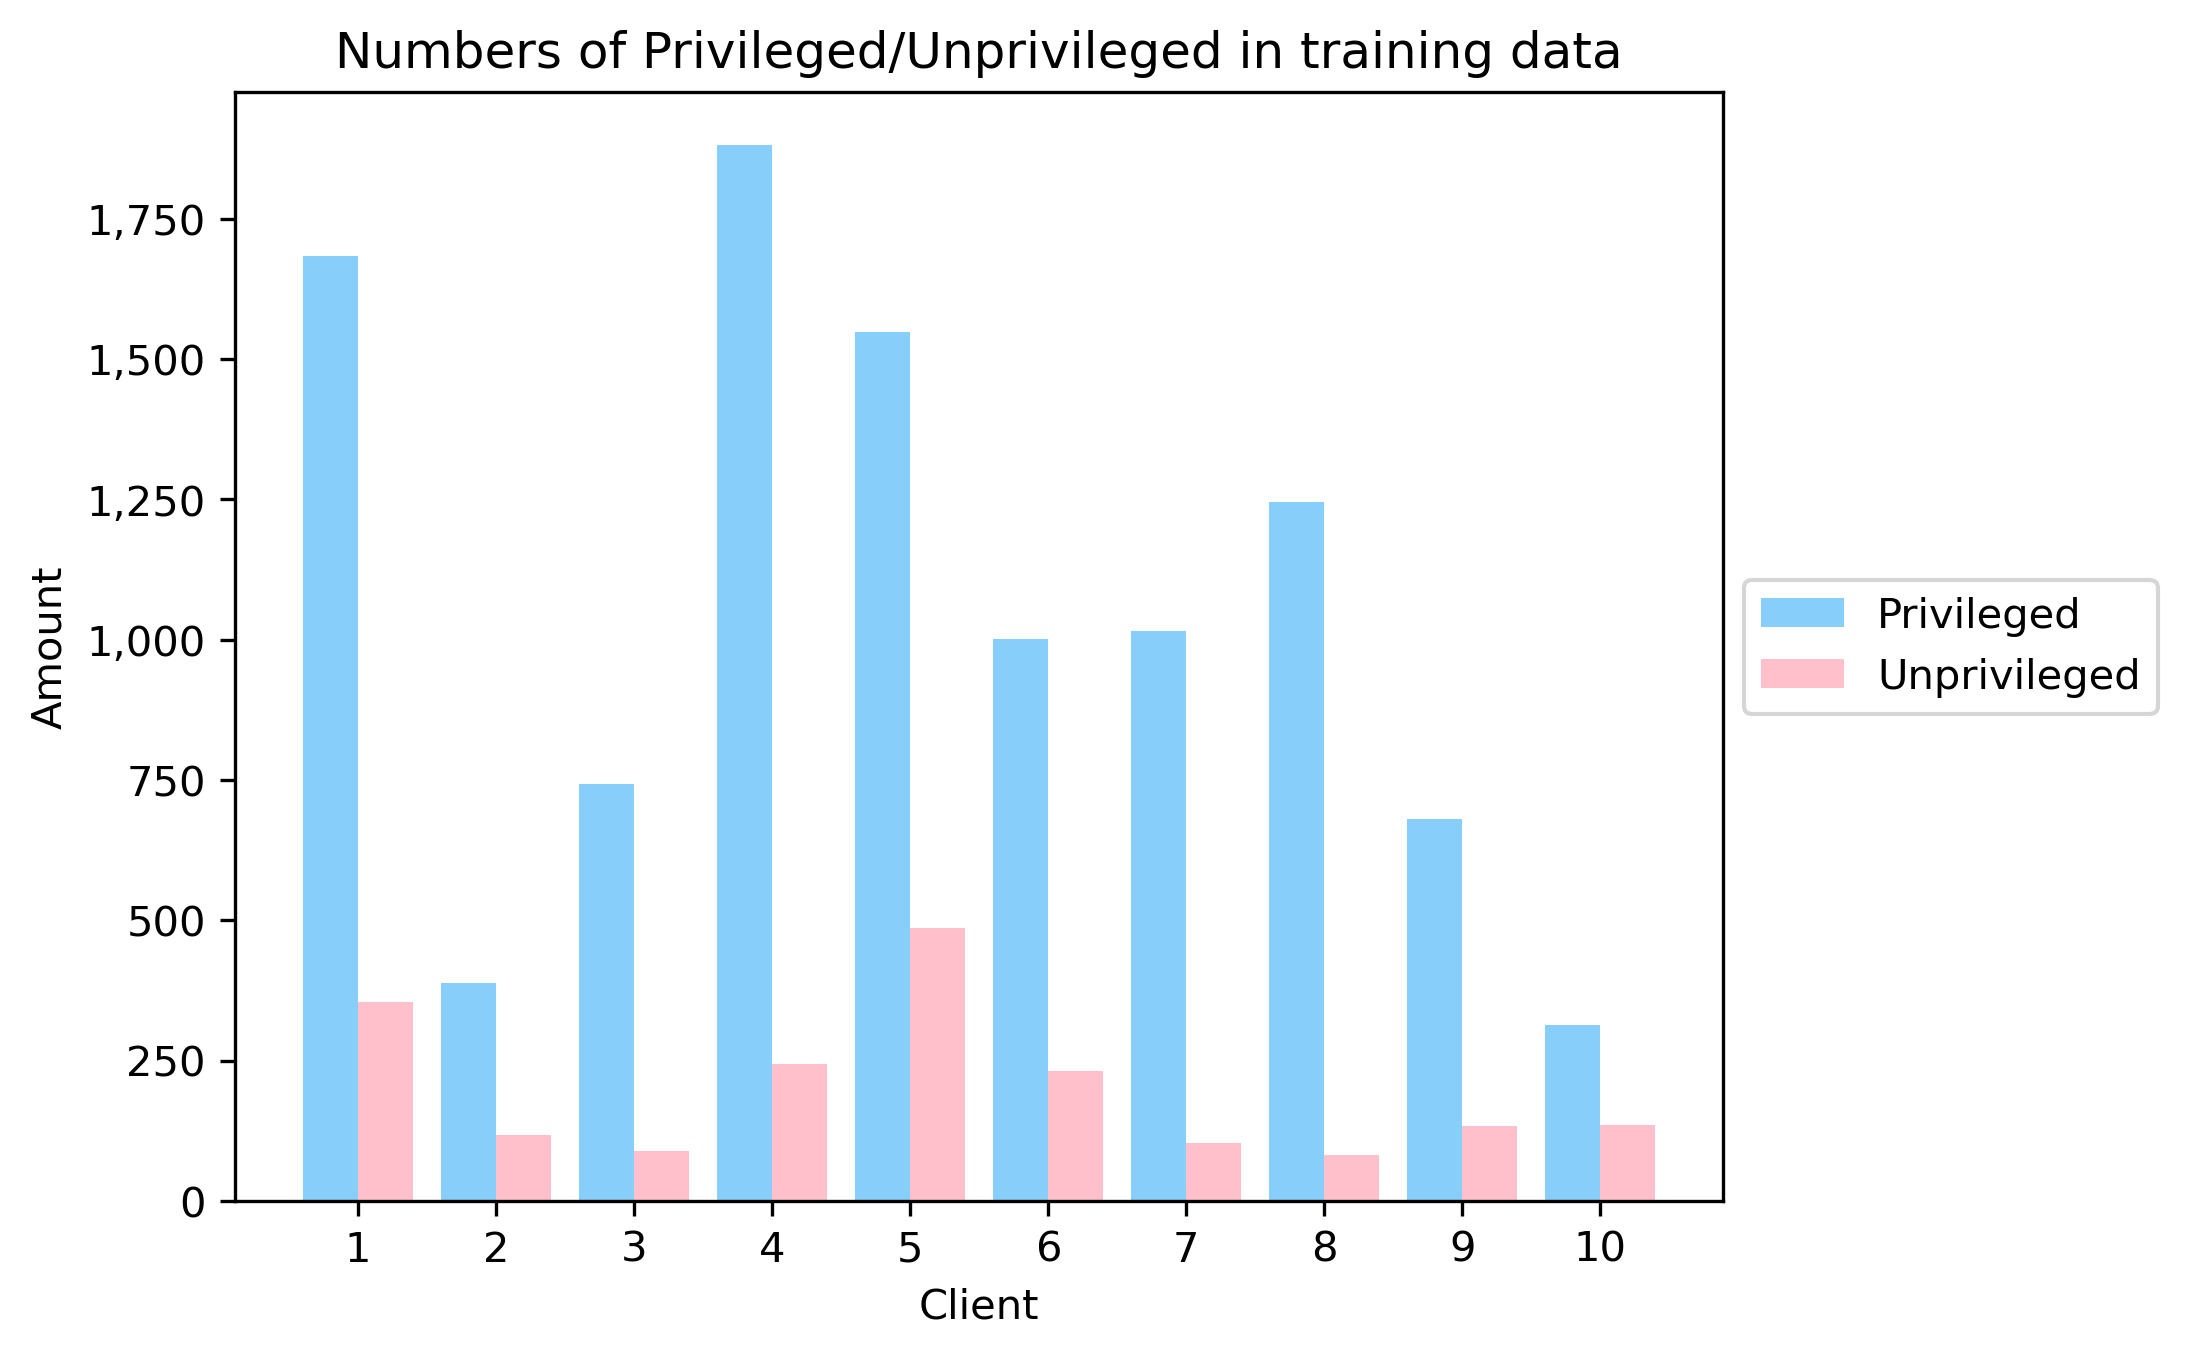 Numbers of Privileged/Unprivileged in training data
Amount
1,750
1,500
1,250
1,000
750
500
250
0
1 2 3 4 5 6 7 8 9 10
Client
Privileged
Unprivileged